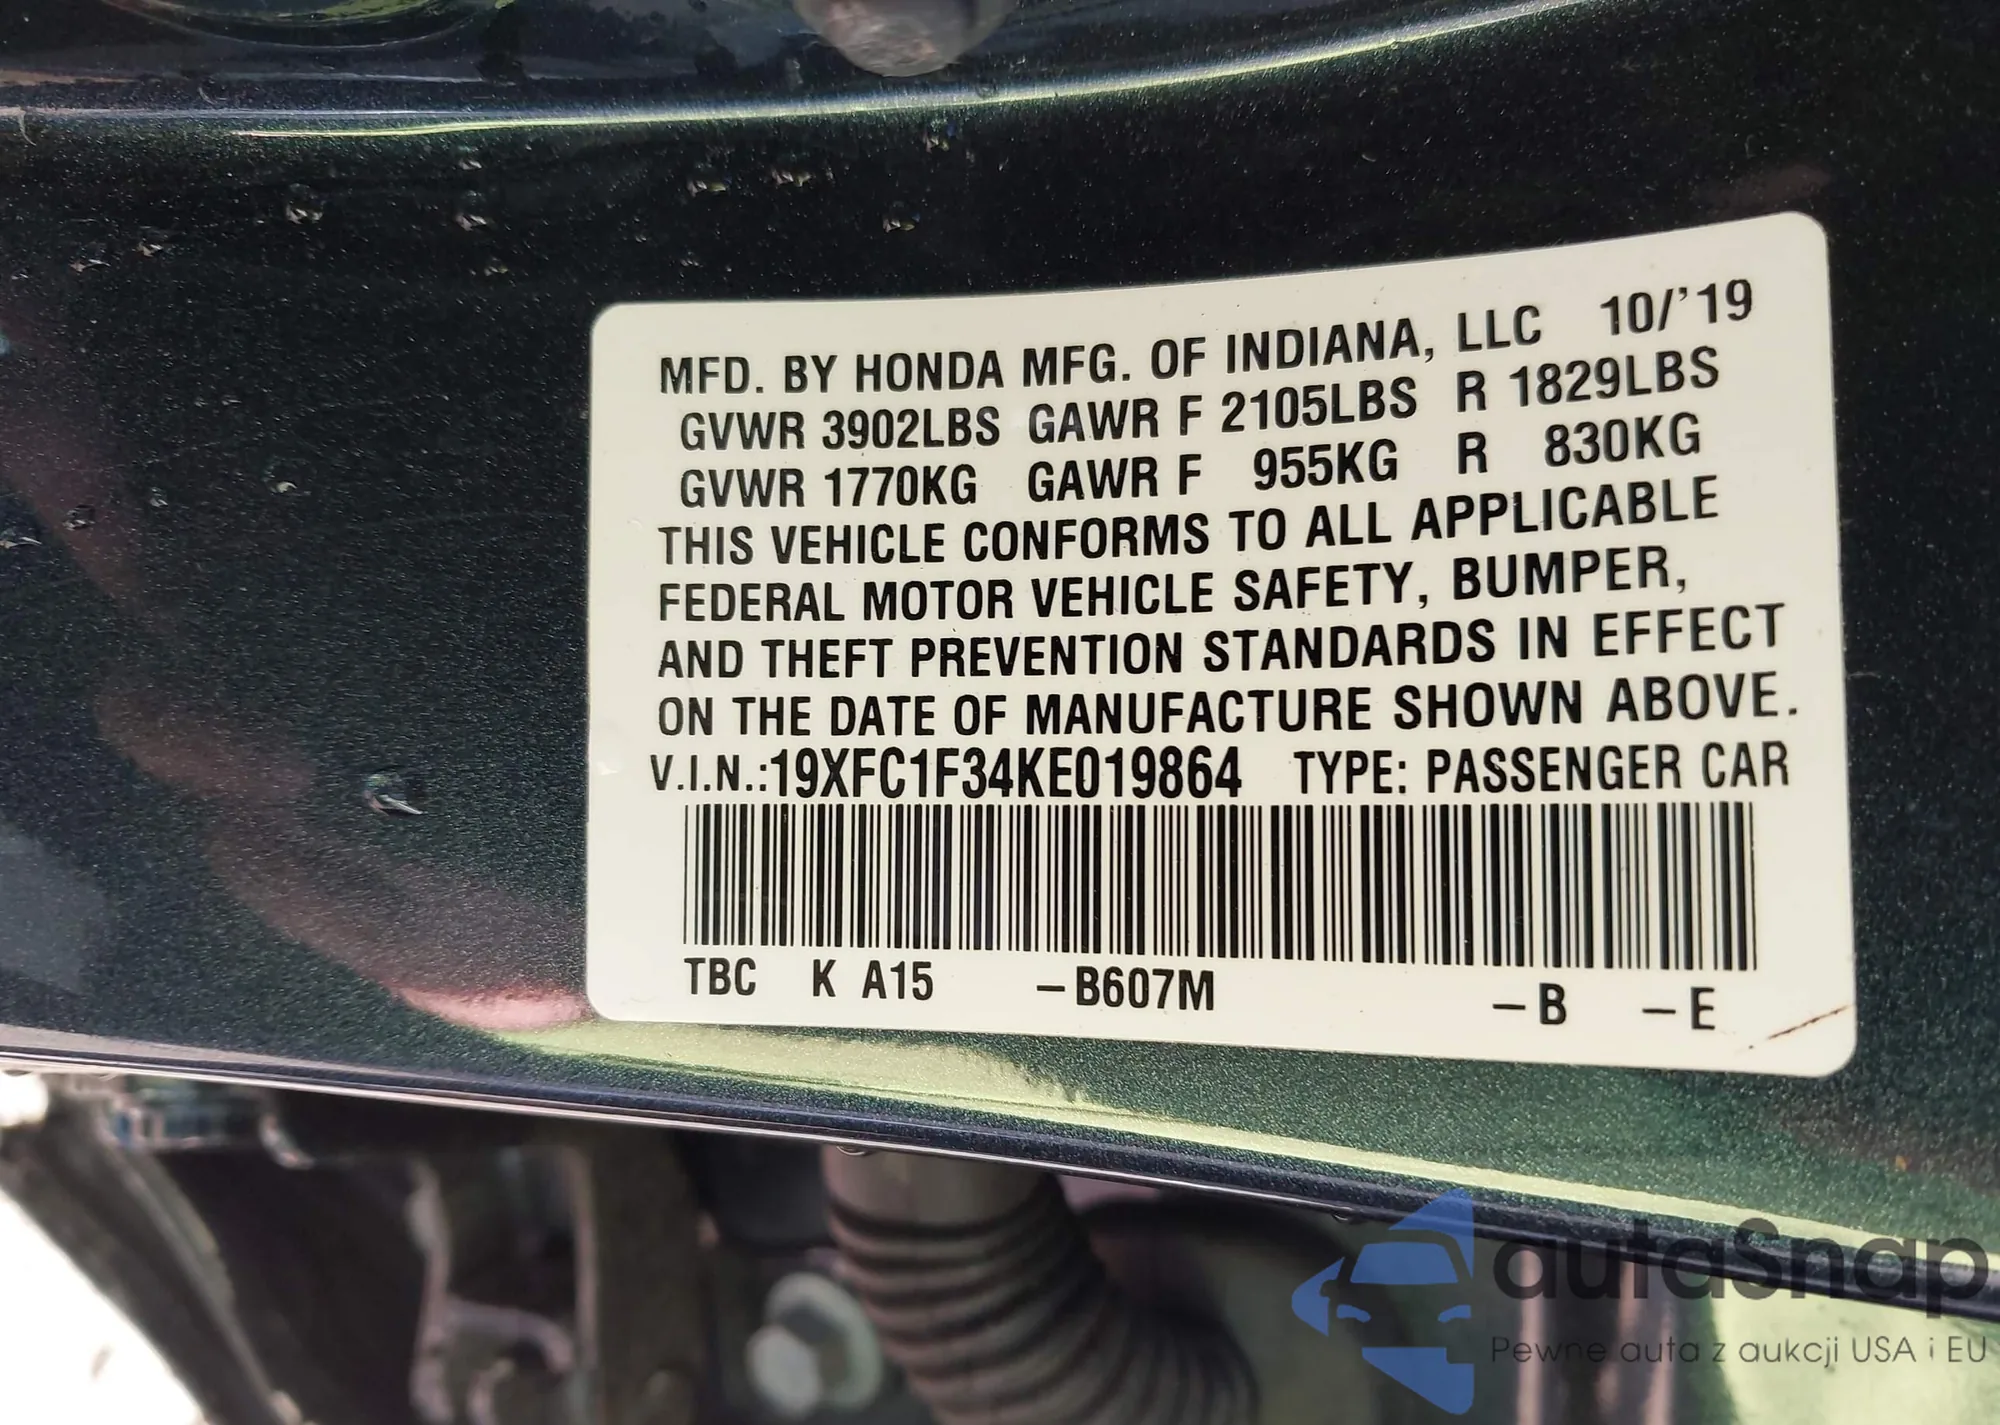 MFD. BY HONDA MFG. OF INDIANA, LLC 10/'19
GVWR 3902LBS GAWR F 2105LBS R 1829LBS
GVWR 1770KG GAWR F 955KG R 830KG
THIS VEHICLE CONFORMS TO ALL APPLICABLE
FEDERAL MOTOR VEHICLE SAFETY, BUMPER,
AND THEFT PREVENTION STANDARDS IN EFFECT
ON THE DATE OF MANUFACTURE SHOWN ABOVE.
V.I.N.:19XFC1F34KE019864 TYPE: PASSENGER CAR
TBC K A15 -B607M -B -E
autaSnap
Pewne auta z aukcji USA i EU